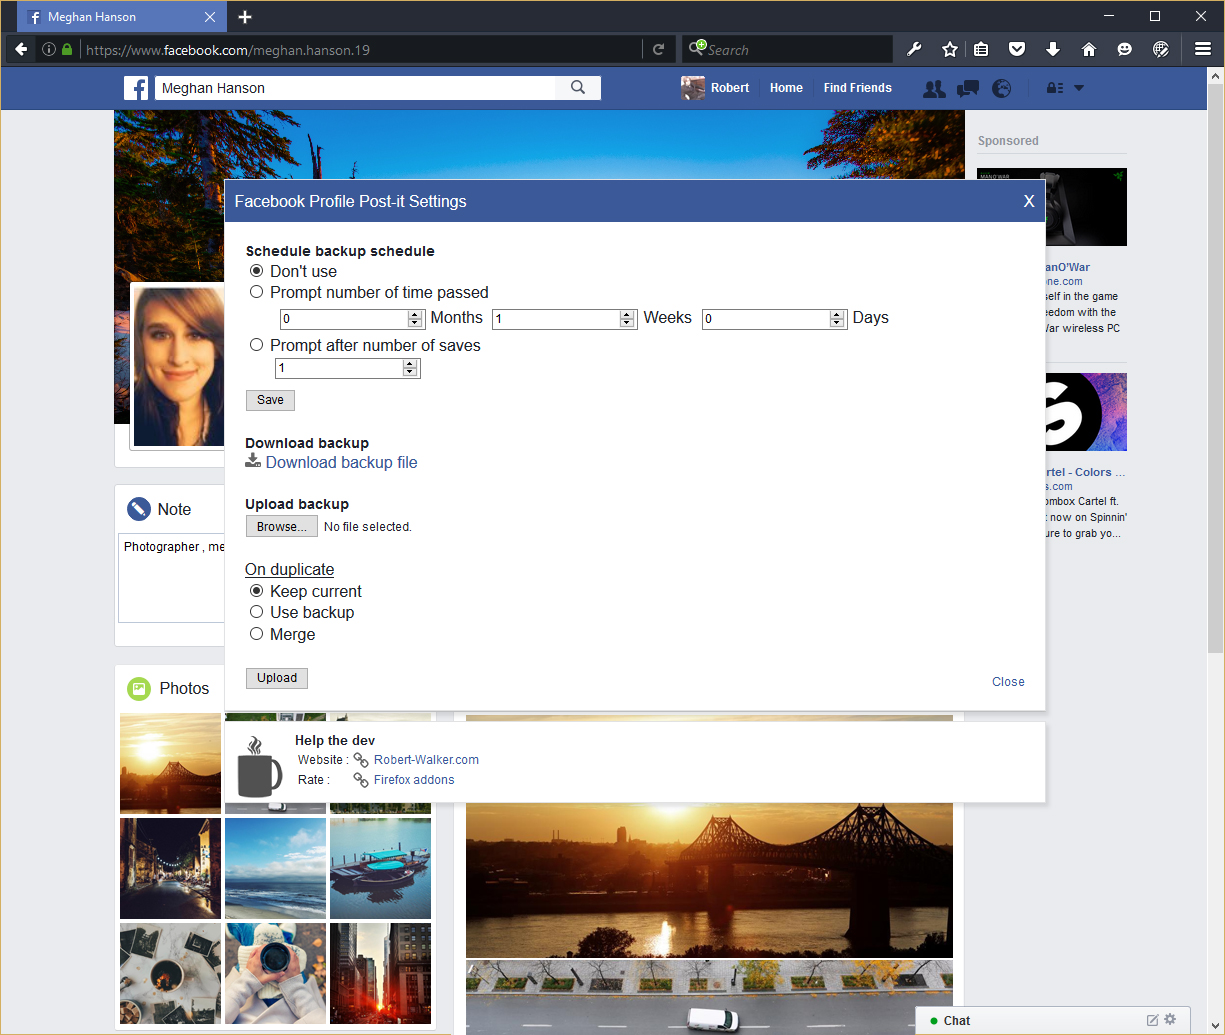 Meghan Hanson
https://www.facebook.com/meghan.hanson.19
Search
Meghan Hanson
Robert Home Find Friends
Sponsored
MAN'O'WAR
Facebook Profile Post-it Settings X
Schedule backup schedule
Don't use
Prompt number of time passed
0 Months 1 Weeks 0 Days
Prompt after number of saves
1
Save
Download backup
Download backup file
Upload backup
Browse... No file selected.
On duplicate
Keep current
Use backup
Merge
Upload
Close
anO'War
ne.com
self in the game
edom with the
War wireless PC
rtel - Colors ...
s.com
ombox Cartel ft.
t now on Spinnin'
ure to grab yo...
Note
Photographer , me
Photos
Help the dev
Website : Robert-Walker.com
Rate : Firefox addons
Chat